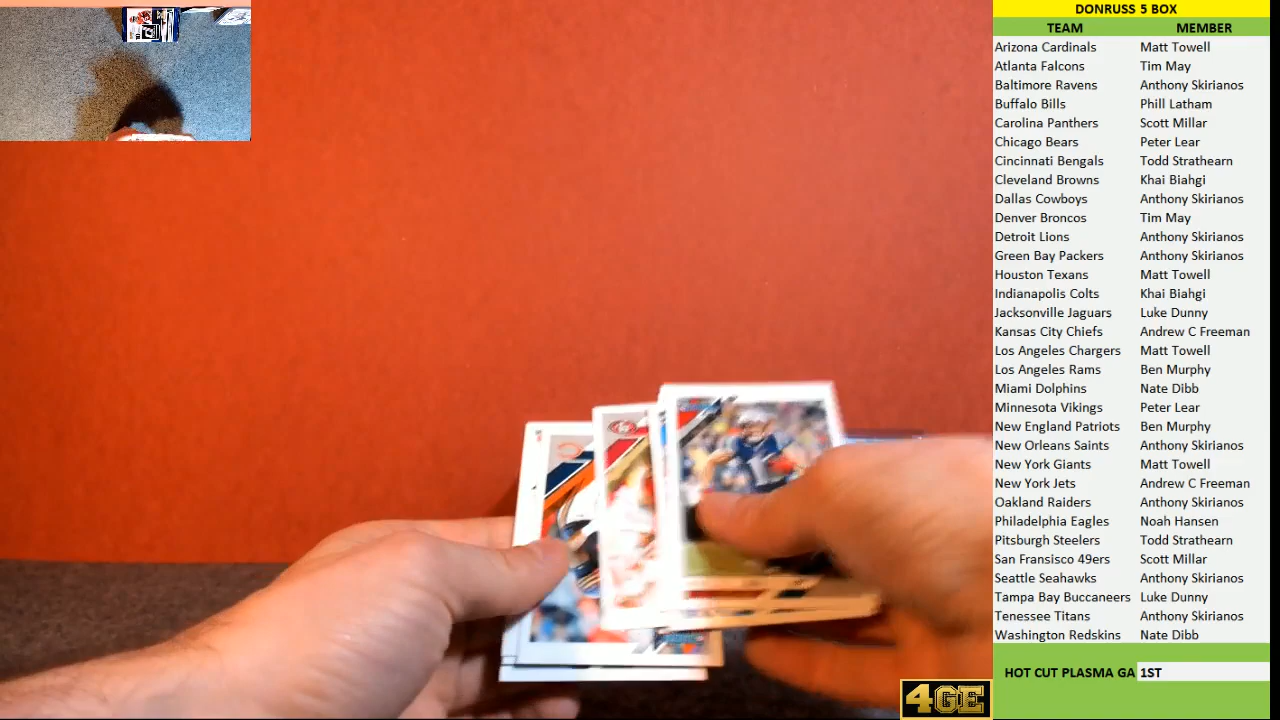 DONRUSS 5 BOX
TEAM MEMBER
Arizona Cardinals Matt Towell
Atlanta Falcons Tim May
Baltimore Ravens Anthony Skirianos
Buffalo Bills Phill Latham
Carolina Panthers Scott Millar
Chicago Bears Peter Lear
Cincinnati Bengals Todd Strathearn
Cleveland Browns Khai Biahgi
Dallas Cowboys Anthony Skirianos
Denver Broncos Tim May
Detroit Lions Anthony Skirianos
Green Bay Packers Anthony Skirianos
Houston Texans Matt Towell
Indianapolis Colts Khai Biahgi
Jacksonville Jaguars Luke Dunny
Kansas City Chiefs Andrew C Freeman
Los Angeles Chargers Matt Towell
Los Angeles Rams Ben Murphy
Miami Dolphins Nate Dibb
Minnesota Vikings Peter Lear
New England Patriots Ben Murphy
New Orleans Saints Anthony Skirianos
New York Giants Matt Towell
New York Jets Andrew C Freeman
Oakland Raiders Anthony Skirianos
Philadelphia Eagles Noah Hansen
Pitsburgh Steelers Todd Strathearn
San Fransisco 49ers Scott Millar
Seattle Seahawks Anthony Skirianos
Tampa Bay Buccaneers Luke Dunny
Tenessee Titans Anthony Skirianos
Washington Redskins Nate Dibb
HOT CUT PLASMA GA 1ST
4GE